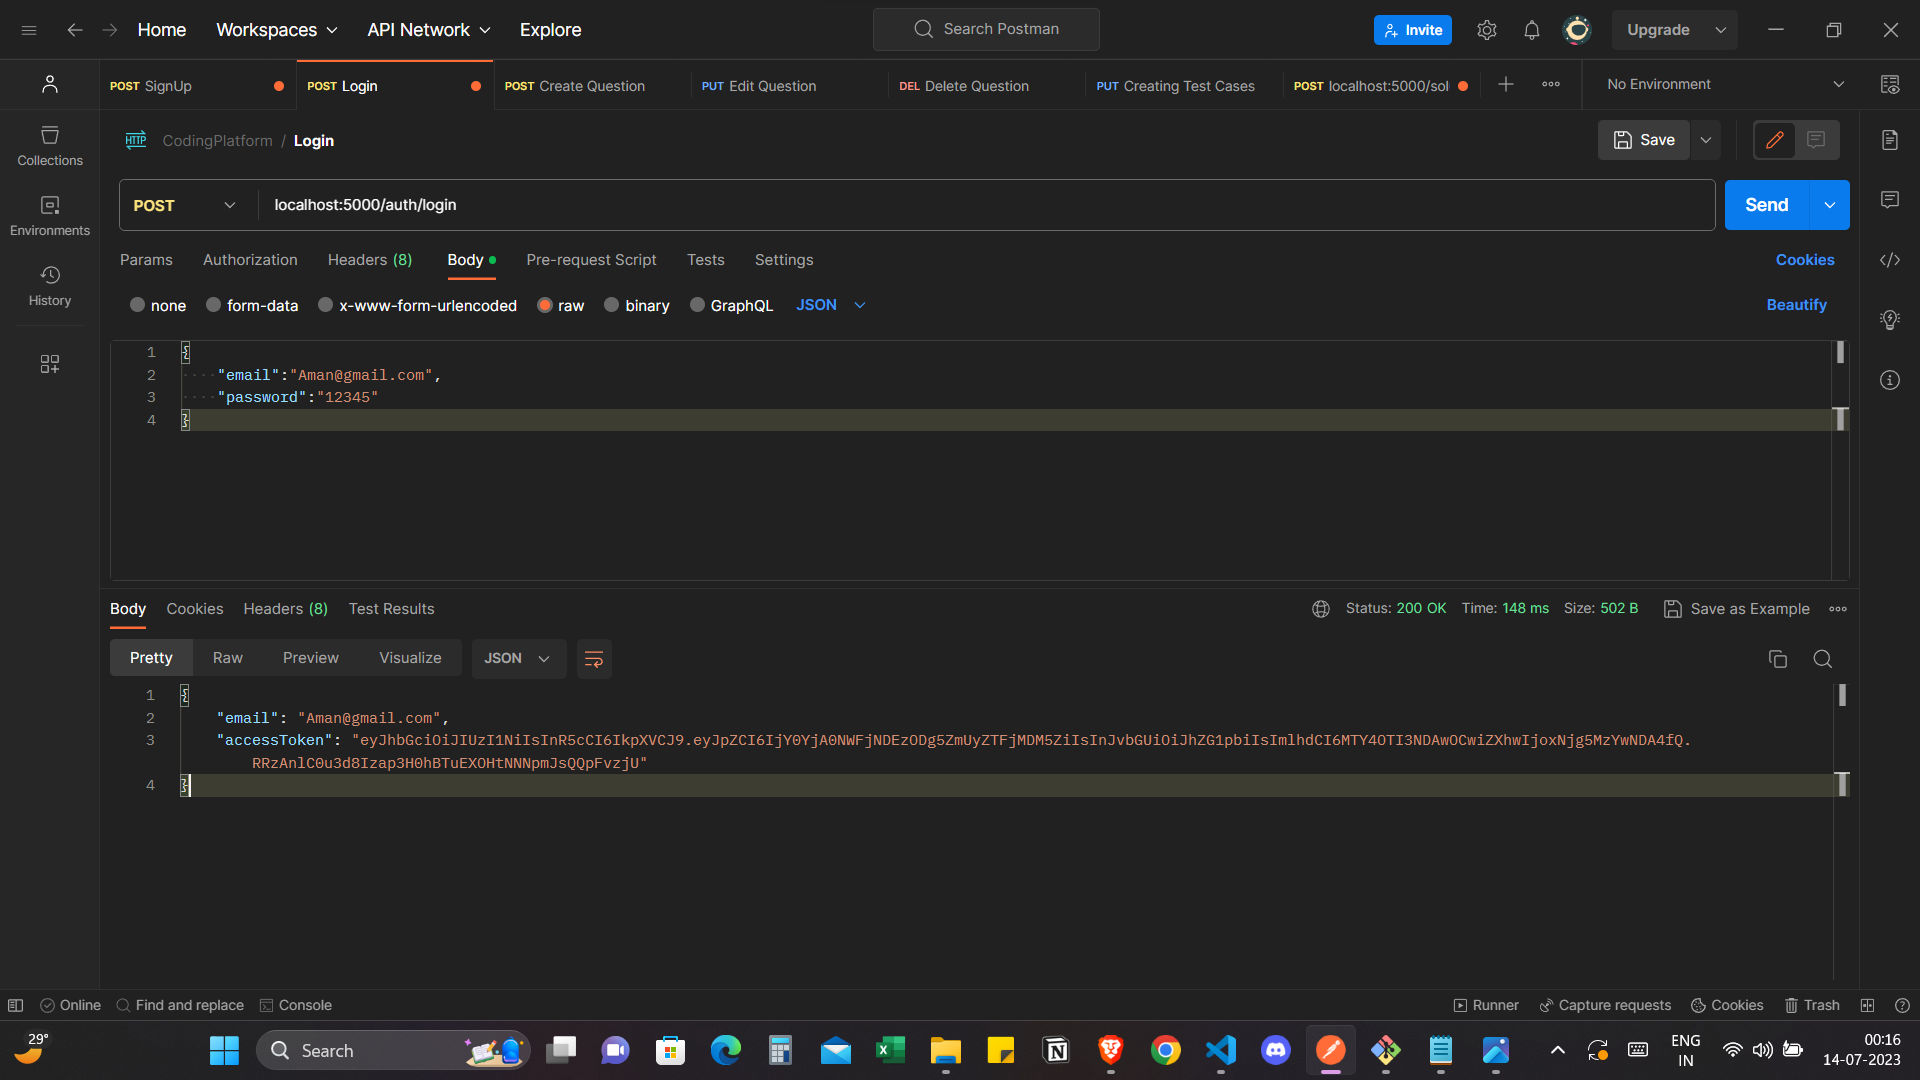 Home Workspaces API Network Explore Search Postman Invite Upgrade
POST SignUp POST Login POST Create Question PUT Edit Question DEL Delete Question PUT Creating Test Cases POST localhost:5000/sol No Environment
HTTP CodingPlatform / Login Save
Collections
Environments
History
POST localhost:5000/auth/login Send
Params Authorization Headers (8) Body Pre-request Script Tests Settings Cookies
none form-data x-www-form-urlencoded raw binary GraphQL JSON Beautify
1 {
2 "email":"Aman@gmail.com",
3 "password":"12345"
4 }
Body Cookies Headers (8) Test Results Status: 200 OK Time: 148 ms Size: 502 B Save as Example
Pretty Raw Preview Visualize JSON
1 {
2 "email": "Aman@gmail.com",
3 "accessToken": "eyJhbGciOiJIUzI1NiIsInR5cCI6IkpXVCJ9.eyJpZCI6IjY0YjA0NWFjNDEzODg5ZmUyZTFjMDM5ZiIsInJvbGUiOiJhZG1pbiIsImlhdCI6MTY4OTI3NDAwOCwiZXhwIjoxNjg5MzYwNDA4fQ.
RRzAnlC0u3d8Izap3H0hBTuEXOHtNNNpmJsQQpFvzjU"
4 }
Online Find and replace Console Runner Capture requests Cookies Trash
29° Search ENG IN 00:16
14-07-2023